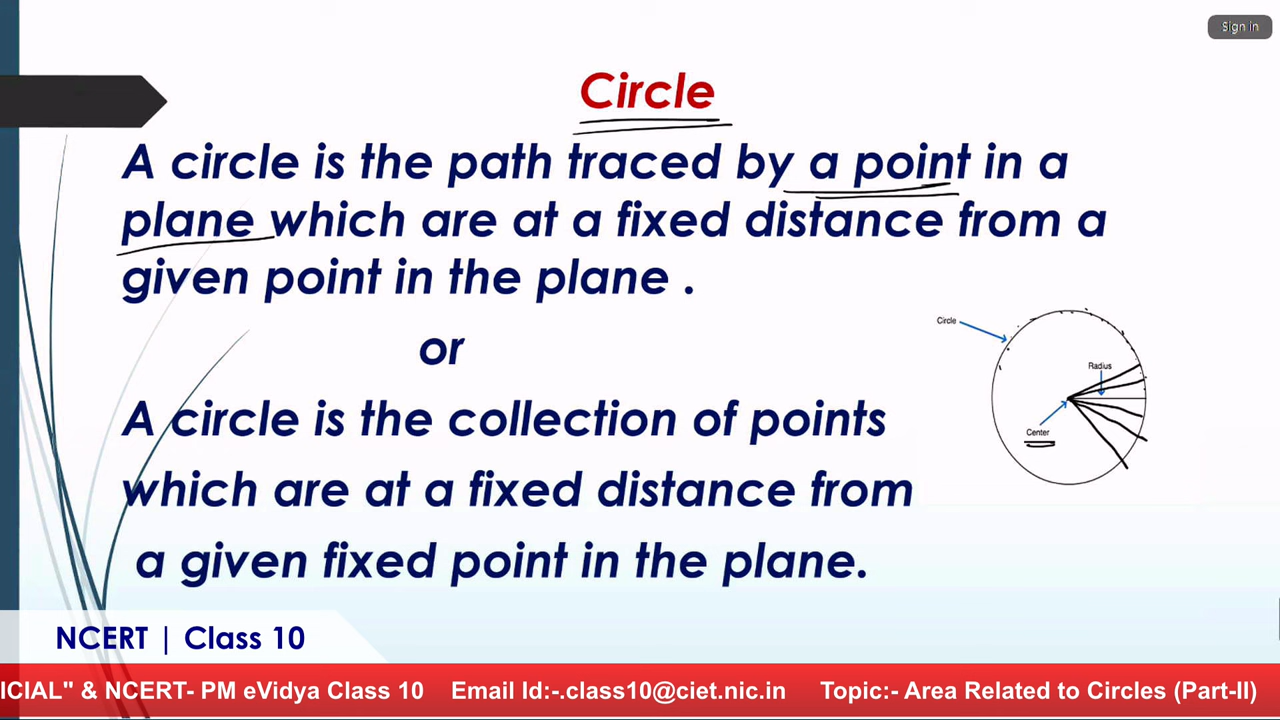 Sign in
Circle
A circle is the path traced by a point in a
plane which are at a fixed distance from a
given point in the plane .
or
A circle is the collection of points
which are at a fixed distance from
a given fixed point in the plane.
Circle
Radius
Center
NCERT | Class 10
ICIAL" & NCERT- PM eVidya Class 10 Email Id:-.class10@ciet.nic.in Topic:- Area Related to Circles (Part-II)